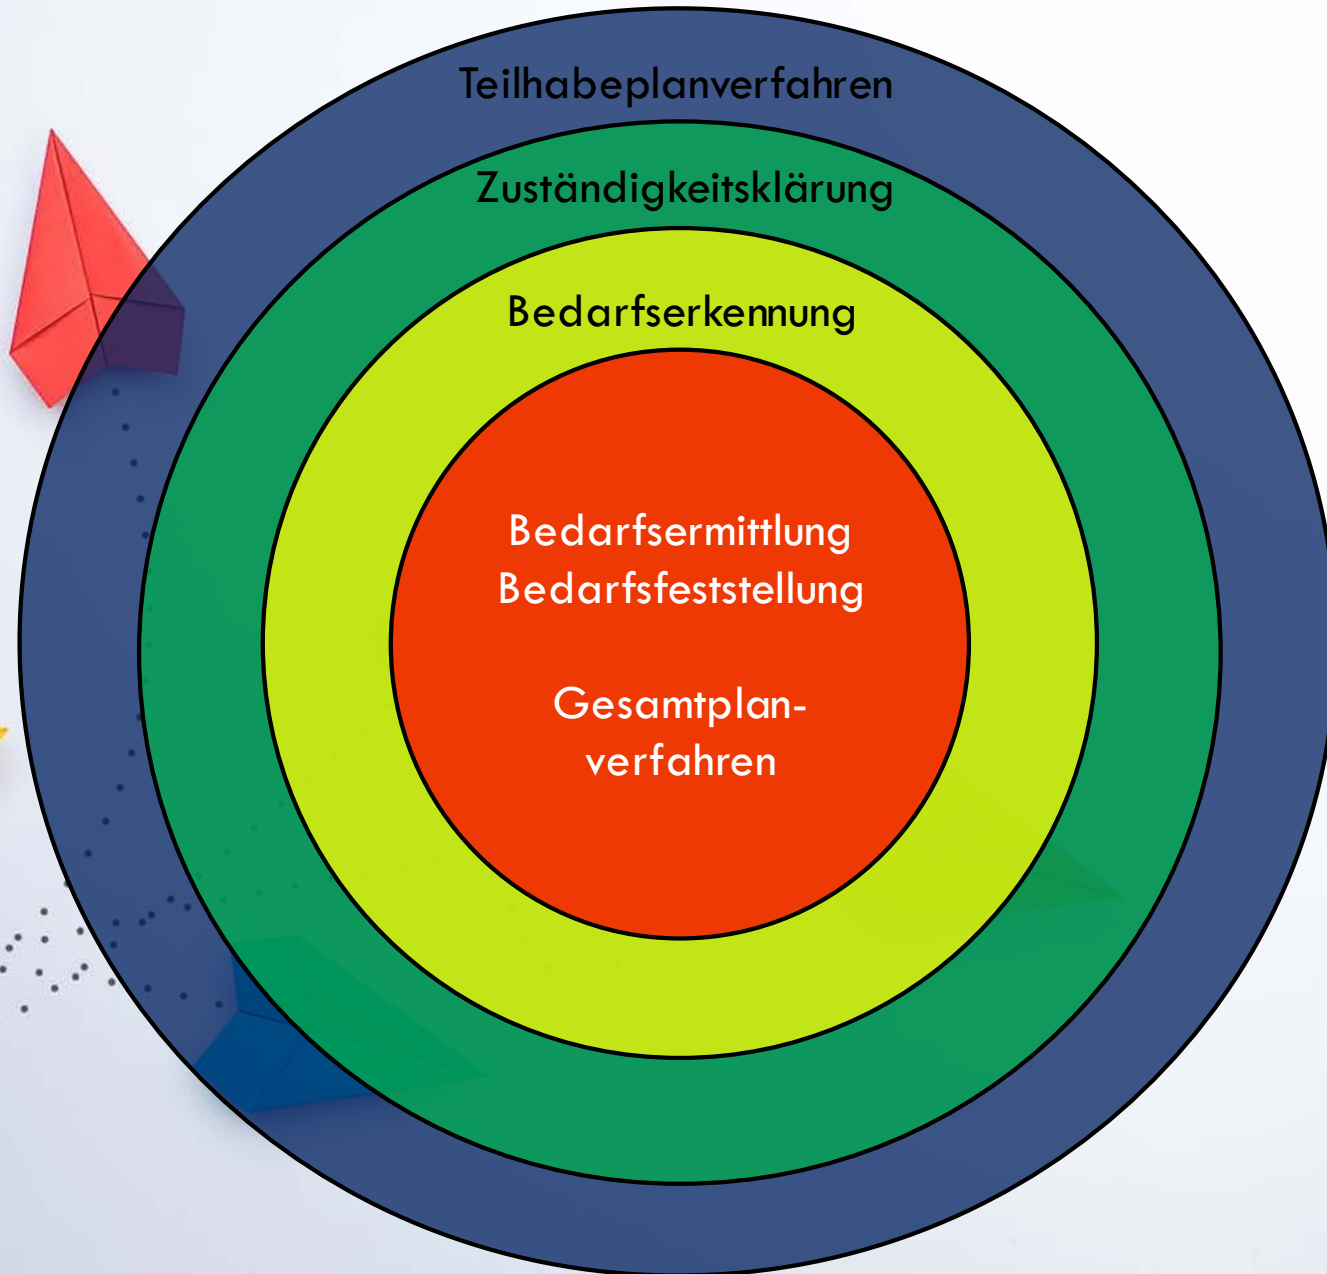 Teilhabeplanverfahren
Zuständigkeitsklärung
Bedarfserkennung
Bedarfsermittlung
Bedarfsfeststellung
Gesamtplan-
verfahren